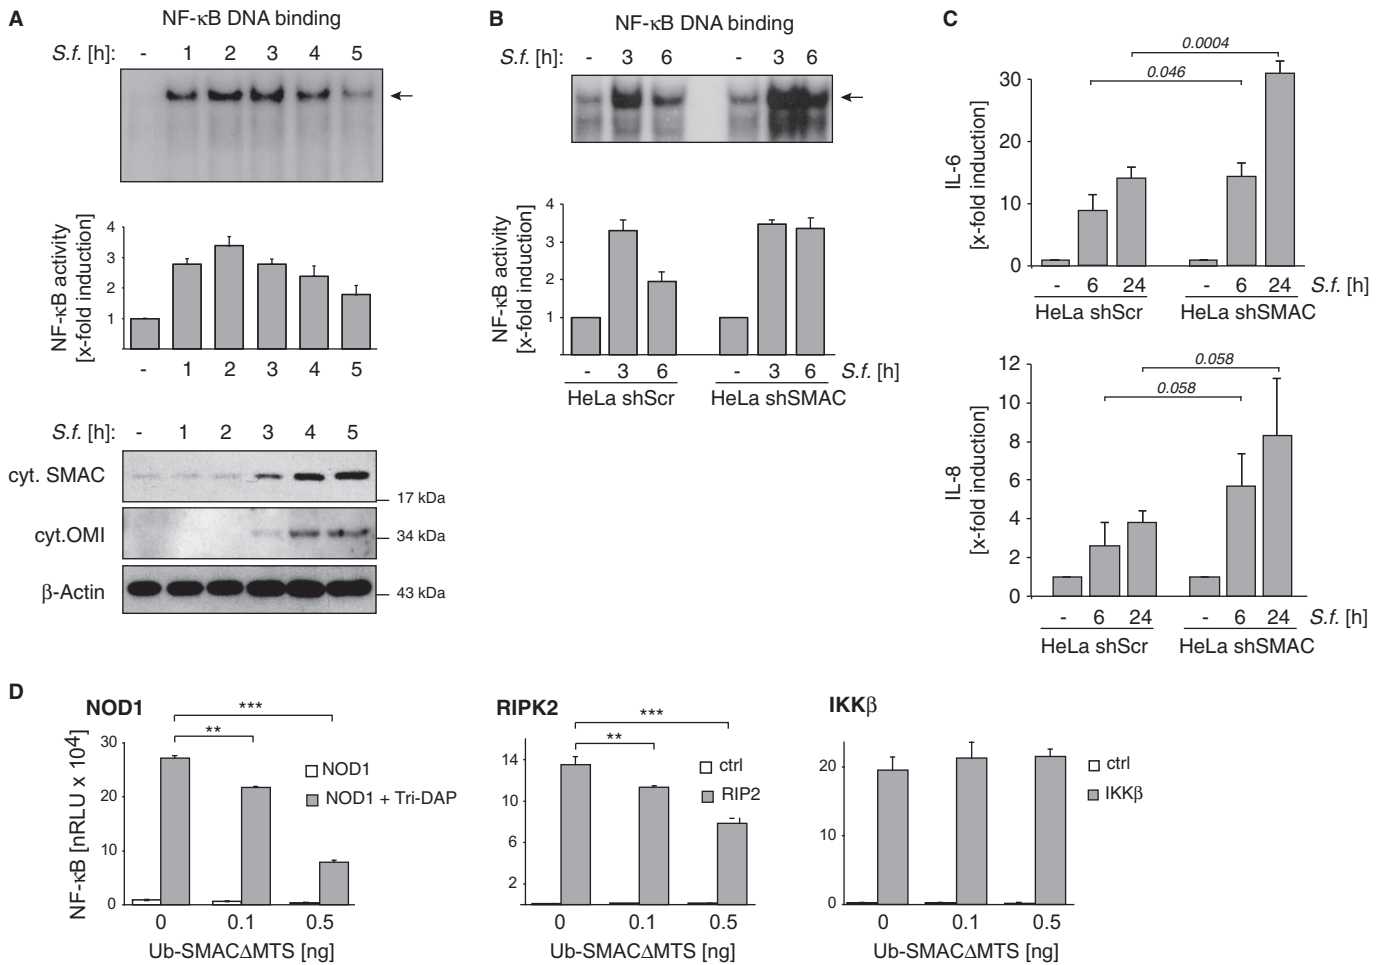 A
NF-κB DNA binding
S.f. [h]: - 1 2 3 4 5
NF-κB activity
[x-fold induction]
4
3
2
1
- 1 2 3 4 5
S.f. [h]: - 1 2 3 4 5
cyt. SMAC
17 kDa
cyt.OMI
34 kDa
β-Actin
43 kDa
B
NF-κB DNA binding
S.f. [h]: - 3 6 - 3 6
NF-κB activity
[x-fold induction]
4
3
2
1
- 3 6 - 3 6 S.f. [h]
HeLa shScr HeLa shSMAC
C
0.0004
0.046
IL-6
[x-fold induction]
30
20
10
0
- 6 24 - 6 24 S.f. [h]
HeLa shScr HeLa shSMAC
0.058
0.058
IL-8
[x-fold induction]
12
10
8
6
4
2
0
- 6 24 - 6 24 S.f. [h]
HeLa shScr HeLa shSMAC
D
NOD1
***
**
NF-κB [nRLU x 10⁴]
30
20
10
0
NOD1
NOD1 + Tri-DAP
0 0.1 0.5
Ub-SMACΔMTS [ng]
RIPK2
***
**
14
10
6
2
ctrl
RIP2
0 0.1 0.5
Ub-SMACΔMTS [ng]
IKKβ
20
10
0
ctrl
IKKβ
0 0.1 0.5
Ub-SMACΔMTS [ng]